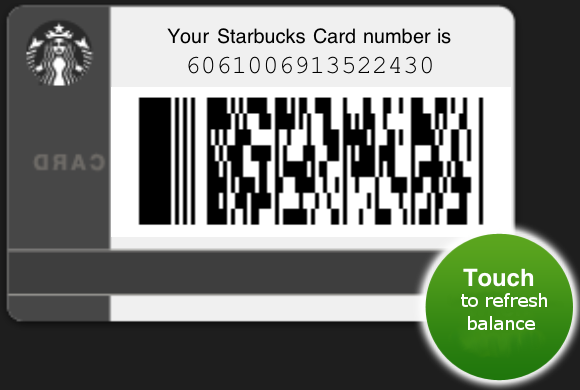 Your Starbucks Card number is
6061006913522430
CARD
Touch
to refresh
balance